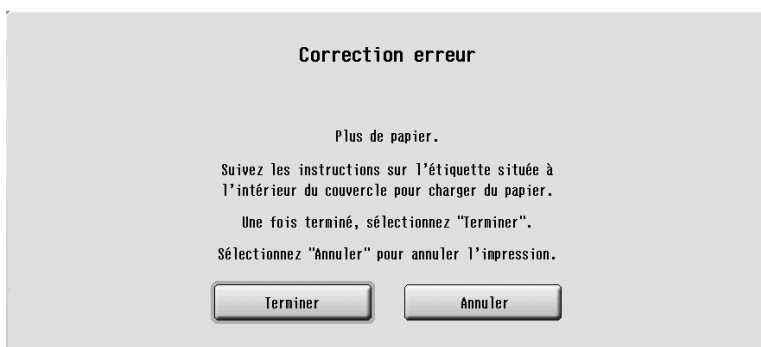 Correction erreur
Plus de papier.
Suivez les instructions sur l'étiquette située à
l'intérieur du couvercle pour charger du papier.
Une fois terminé, sélectionnez "Terminer".
Sélectionnez "Annuler" pour annuler l'impression.
Terminer Annuler